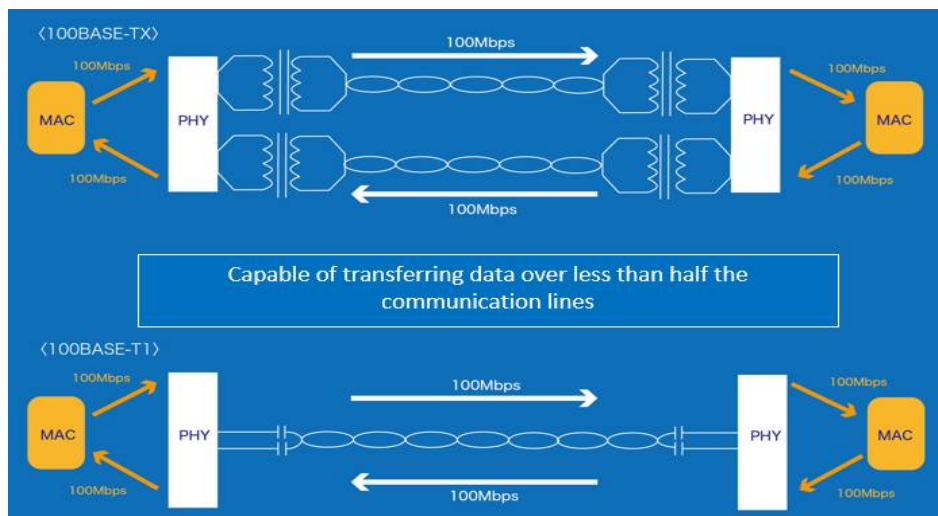 〈100BASE-TX〉
100Mbps
100Mbps
100Mbps
MAC
PHY
PHY
MAC
100Mbps
100Mbps
100Mbps
Capable of transferring data over less than half the
communication lines
〈100BASE-T1〉
100Mbps
100Mbps
100Mbps
MAC
PHY
PHY
MAC
100Mbps
100Mbps
100Mbps